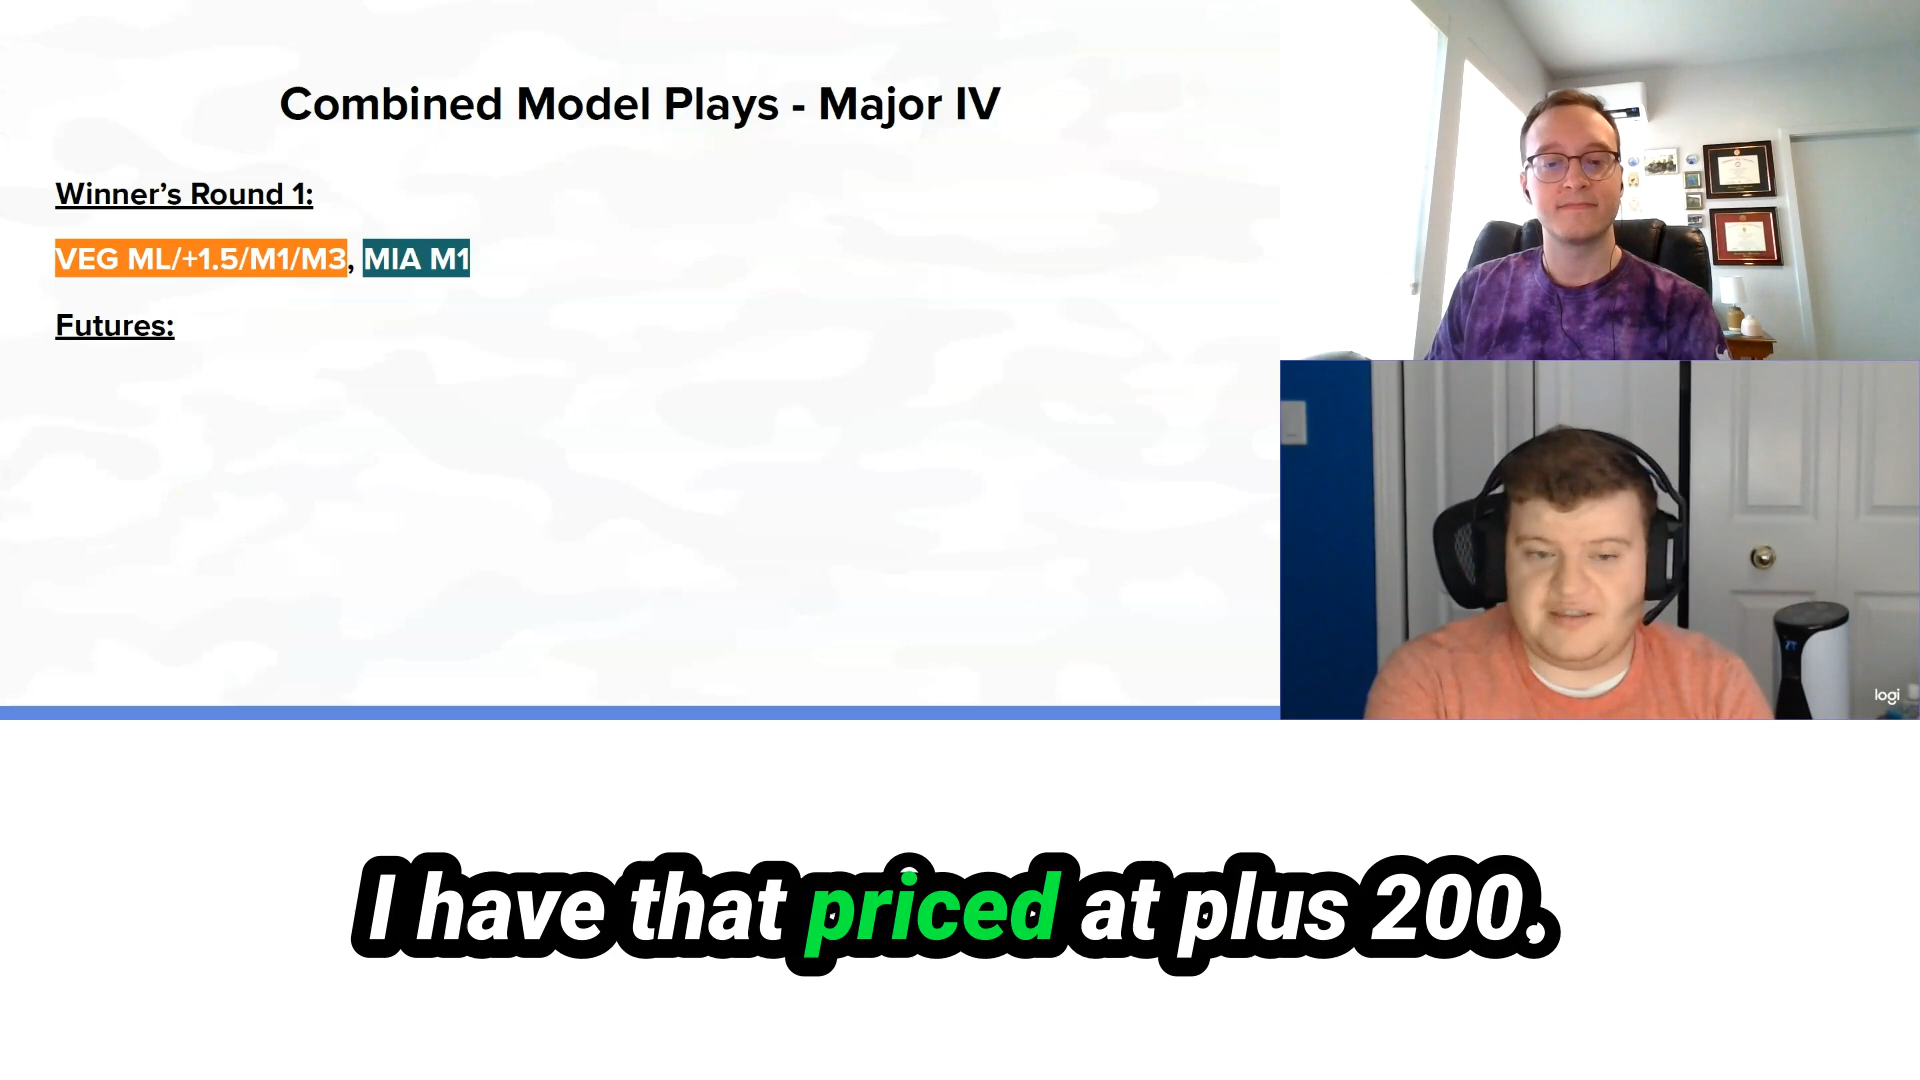 Combined Model Plays - Major IV
Winner's Round 1:
VEG ML/+1.5/M1/M3, MIA M1
Futures:
logi
I have that priced at plus 200.